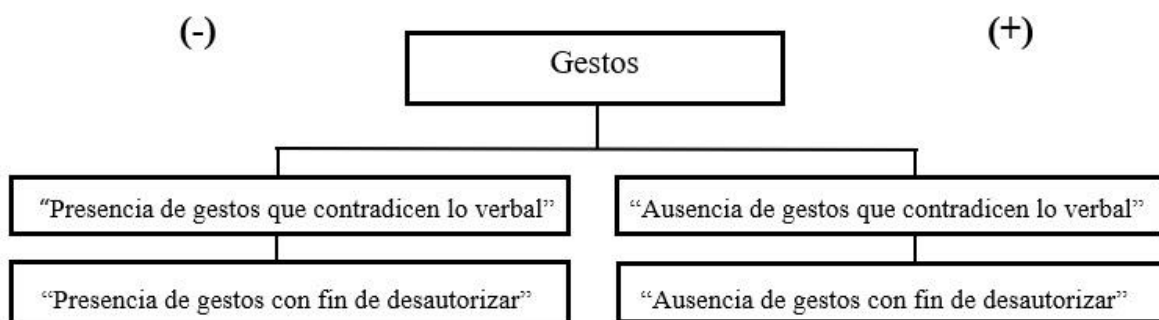 (-)
(+)
Gestos
“Presencia de gestos que contradicen lo verbal”
“Ausencia de gestos que contradicen lo verbal”
“Presencia de gestos con fin de desautorizar”
“Ausencia de gestos con fin de desautorizar”